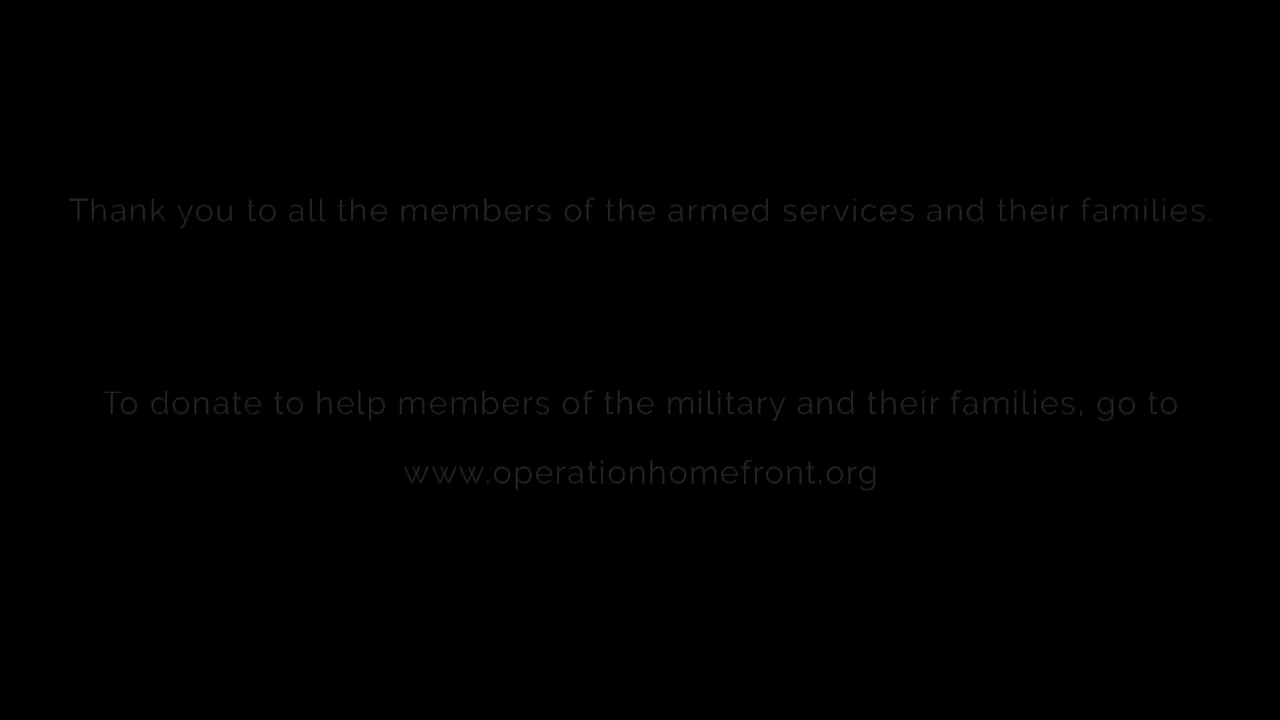 Thank you to all the members of the armed services and their families.
To donate to help members of the military and their families, go to
www.operationhomefront.org